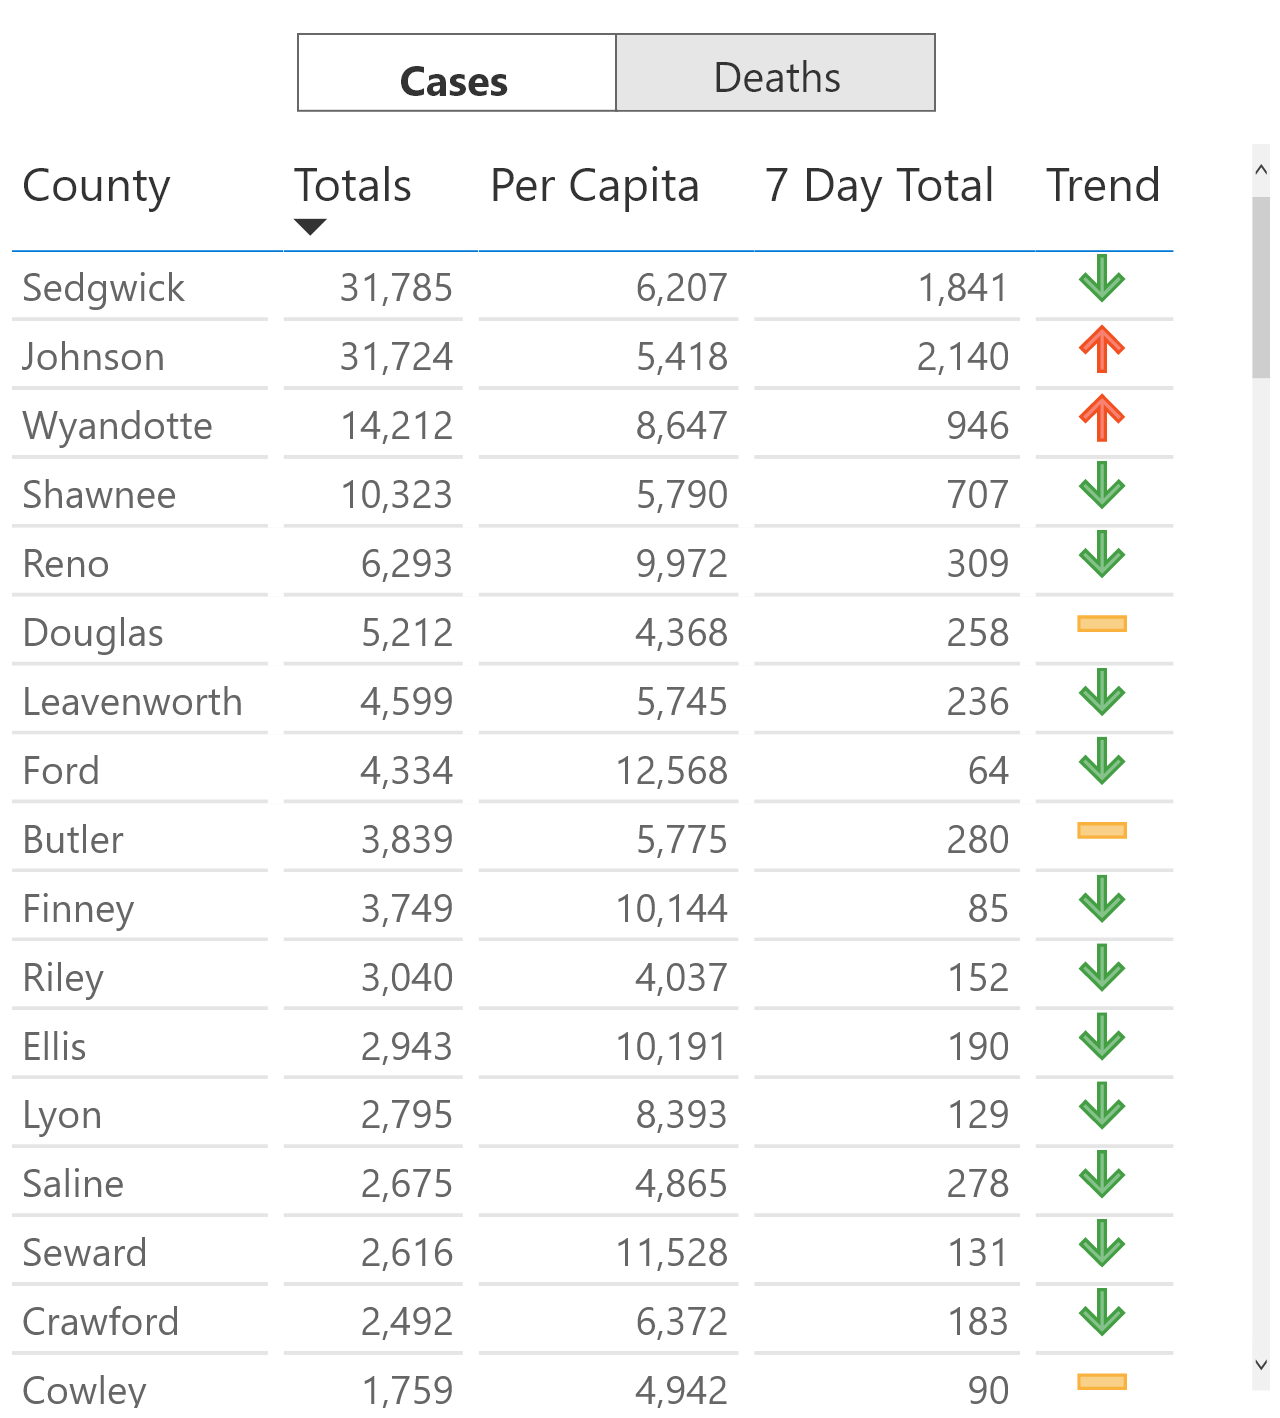 Cases Deaths
County Totals Per Capita 7 Day Total Trend
Sedgwick 31,785 6,207 1,841
Johnson 31,724 5,418 2,140
Wyandotte 14,212 8,647 946
Shawnee 10,323 5,790 707
Reno 6,293 9,972 309
Douglas 5,212 4,368 258
Leavenworth 4,599 5,745 236
Ford 4,334 12,568 64
Butler 3,839 5,775 280
Finney 3,749 10,144 85
Riley 3,040 4,037 152
Ellis 2,943 10,191 190
Lyon 2,795 8,393 129
Saline 2,675 4,865 278
Seward 2,616 11,528 131
Crawford 2,492 6,372 183
Cowley 1,759 4,942 90